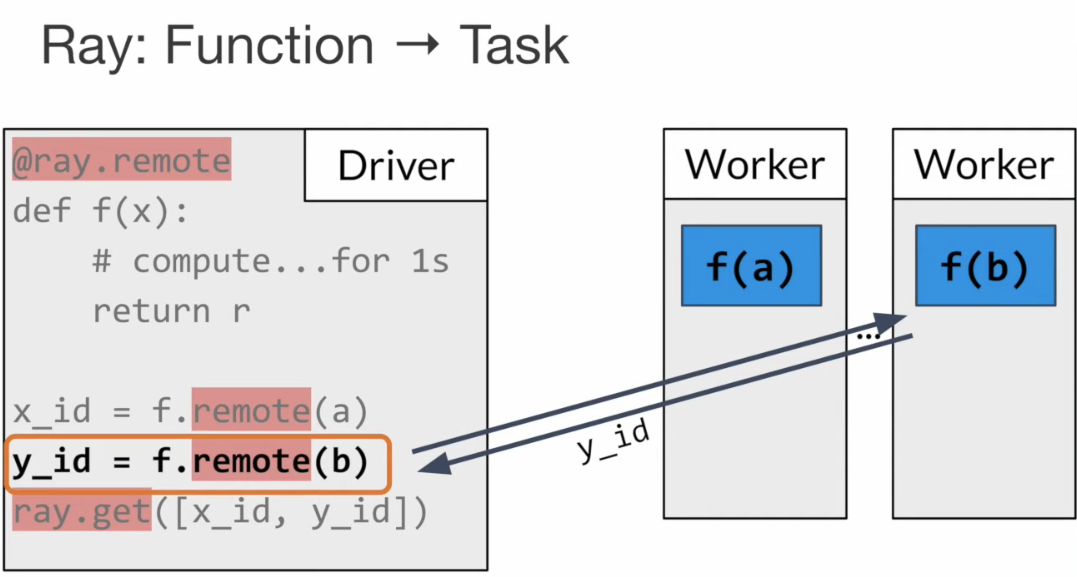 Ray: Function → Task
Driver
@ray.remote
def f(x):
    # compute...for 1s
    return r
x_id = f.remote(a)
y_id = f.remote(b)
ray.get([x_id, y_id])
y_id
Worker
f(a)
...
Worker
f(b)